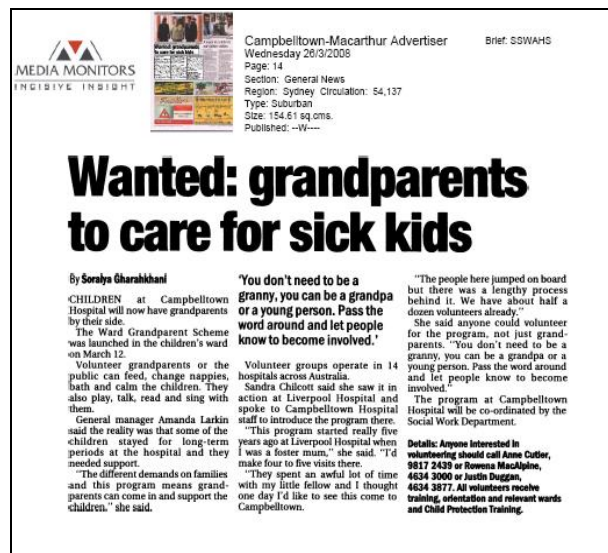 MEDIA MONITORS
INCISIVE INSIGHT
Campbelltown-Macarthur Advertiser
Wednesday 26/3/2008
Page: 14
Section: General News
Region: Sydney Circulation: 54,137
Type: Suburban
Size: 154.61 sq.cms.
Published: --W----
Brief: SSWAHS
Wanted: grandparents
to care for sick kids
By Soraiya Gharahkhani
CHILDREN at Campbelltown
Hospital will now have grandparents
by their side.
The Ward Grandparent Scheme
was launched in the children's ward
on March 12.
Volunteer grandparents or the
public can feed, change nappies,
bath and calm the children. They
also play, talk, read and sing with
them.
General manager Amanda Larkin
said the reality was that some of the
children stayed for long-term
periods at the hospital and they
needed support.
"The different demands on families
and this program means grand-
parents can come in and support the
children," she said.
'You don't need to be a
granny, you can be a grandpa
or a young person. Pass the
word around and let people
know to become involved.'
Volunteer groups operate in 14
hospitals across Australia.
Sandra Chilcott said she saw it in
action at Liverpool Hospital and
spoke to Campbelltown Hospital
staff to introduce the program there.
"This program started really five
years ago at Liverpool Hospital when
I was a foster mum," she said. "I'd
make four to five visits there.
"They spent an awful lot of time
with my little fellow and I thought
one day I'd like to see this come to
Campbelltown.
"The people here jumped on board
but there was a lengthy process
behind it. We have about half a
dozen volunteers already."
She said anyone could volunteer
for the program, not just grand-
parents. "You don't need to be a
granny, you can be a grandpa or a
young person. Pass the word around
and let people know to become
involved."
The program at Campbelltown
Hospital will be co-ordinated by the
Social Work Department.
Details: Anyone interested in
volunteering should call Anne Cutler,
9817 2439 or Rowena MacAlpine,
4634 3000 or Justin Duggan,
4634 3877. All volunteers receive
training, orientation and relevant wards
and Child Protection Training.